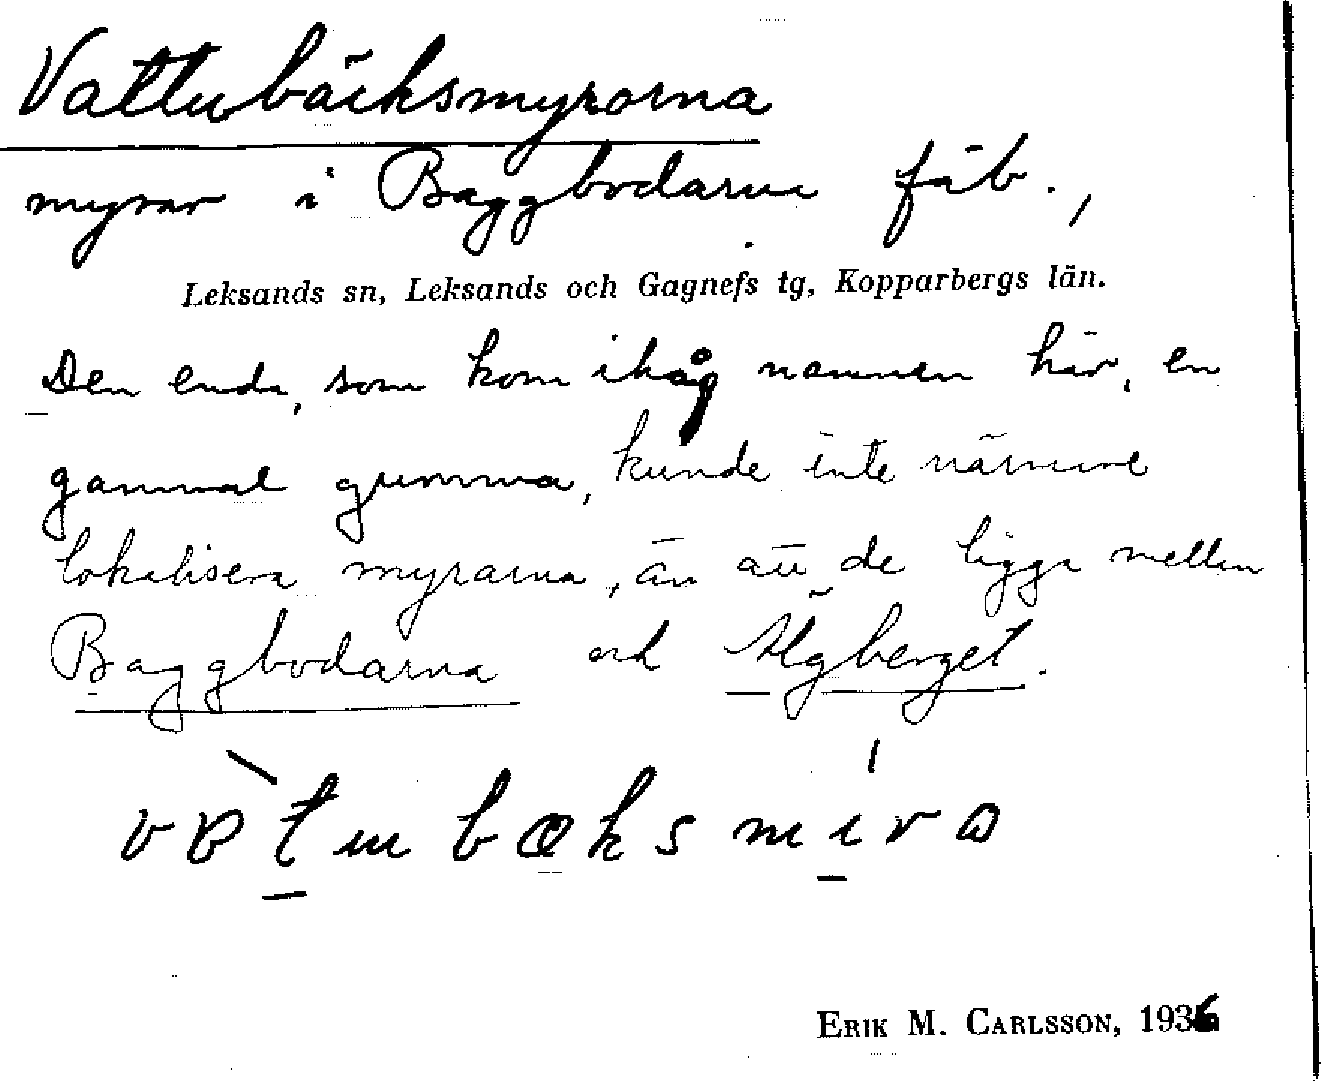 Vattubäcksmyrorna
myrar i Baggbodarna fäb.,
Leksands sn, Leksands och Gagnefs tg, Kopparbergs län.
Den enda, som kom ihåg namnen här, en
gammal gumma, kunde inte närmare
lokalisera myrarna, än att de ligga mellan
Baggbodarna och Älgberget.
ERIK M. CARLSSON, 1936